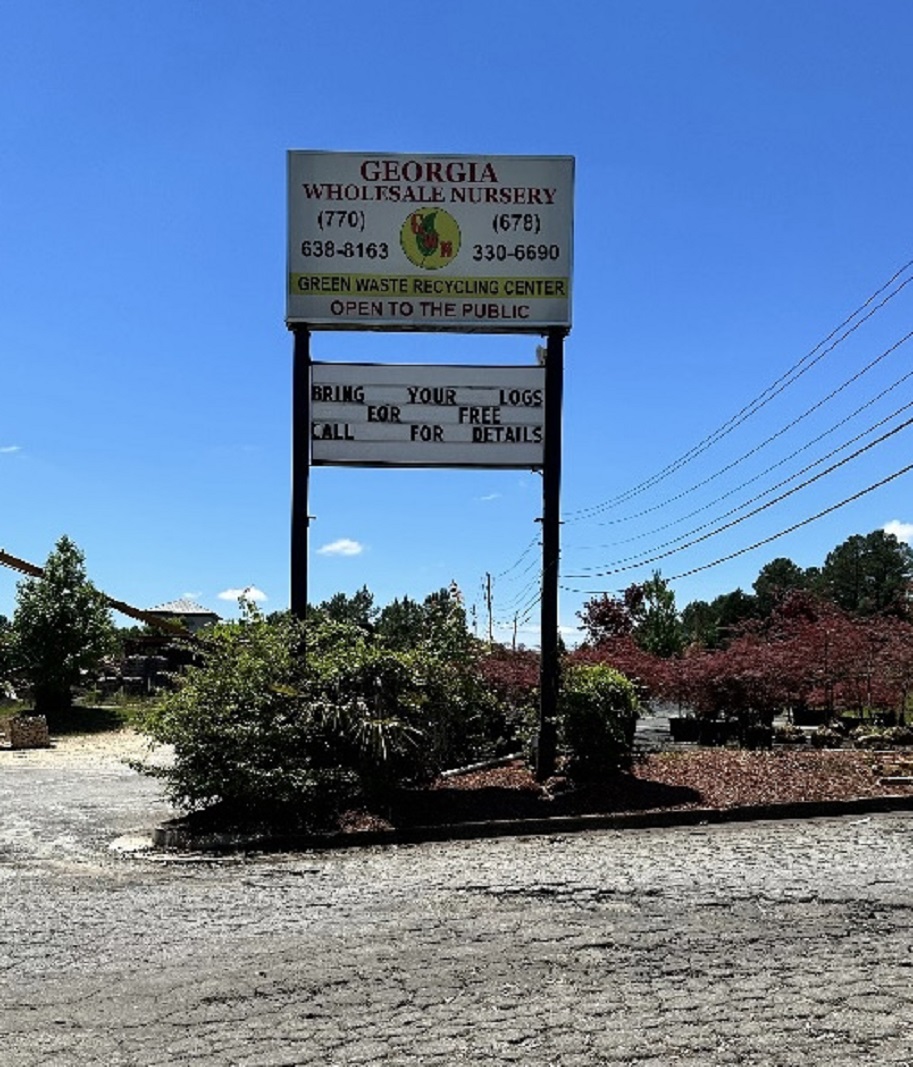 GEORGIA
WHOLESALE NURSERY
(770) GWN (678)
638-8163 330-6690
GREEN WASTE RECYCLING CENTER
OPEN TO THE PUBLIC
BRING YOUR LOGS
FOR FREE
CALL FOR DETAILS